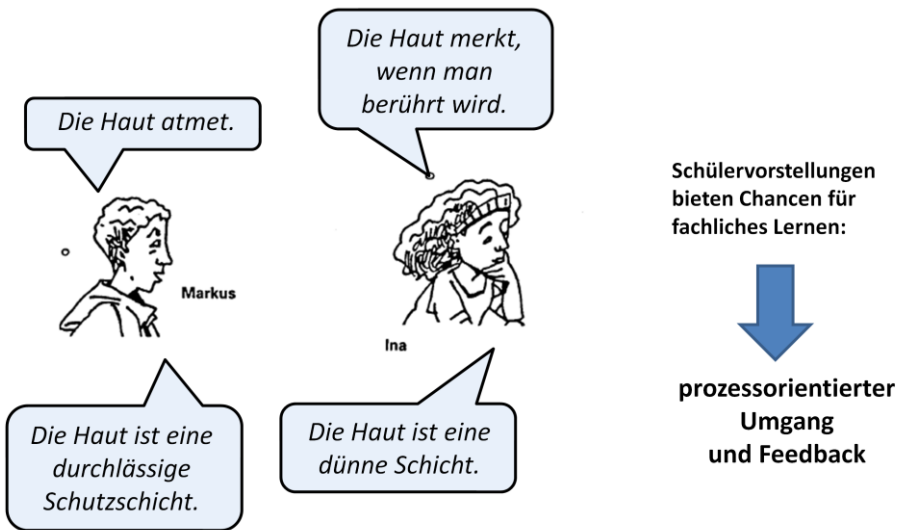 Die Haut atmet.
Die Haut merkt,
wenn man
berührt wird.
Markus
Ina
Die Haut ist eine
durchlässige
Schutzschicht.
Die Haut ist eine
dünne Schicht.
Schülervorstellungen
bieten Chancen für
fachliches Lernen:
prozessorientierter
Umgang
und Feedback